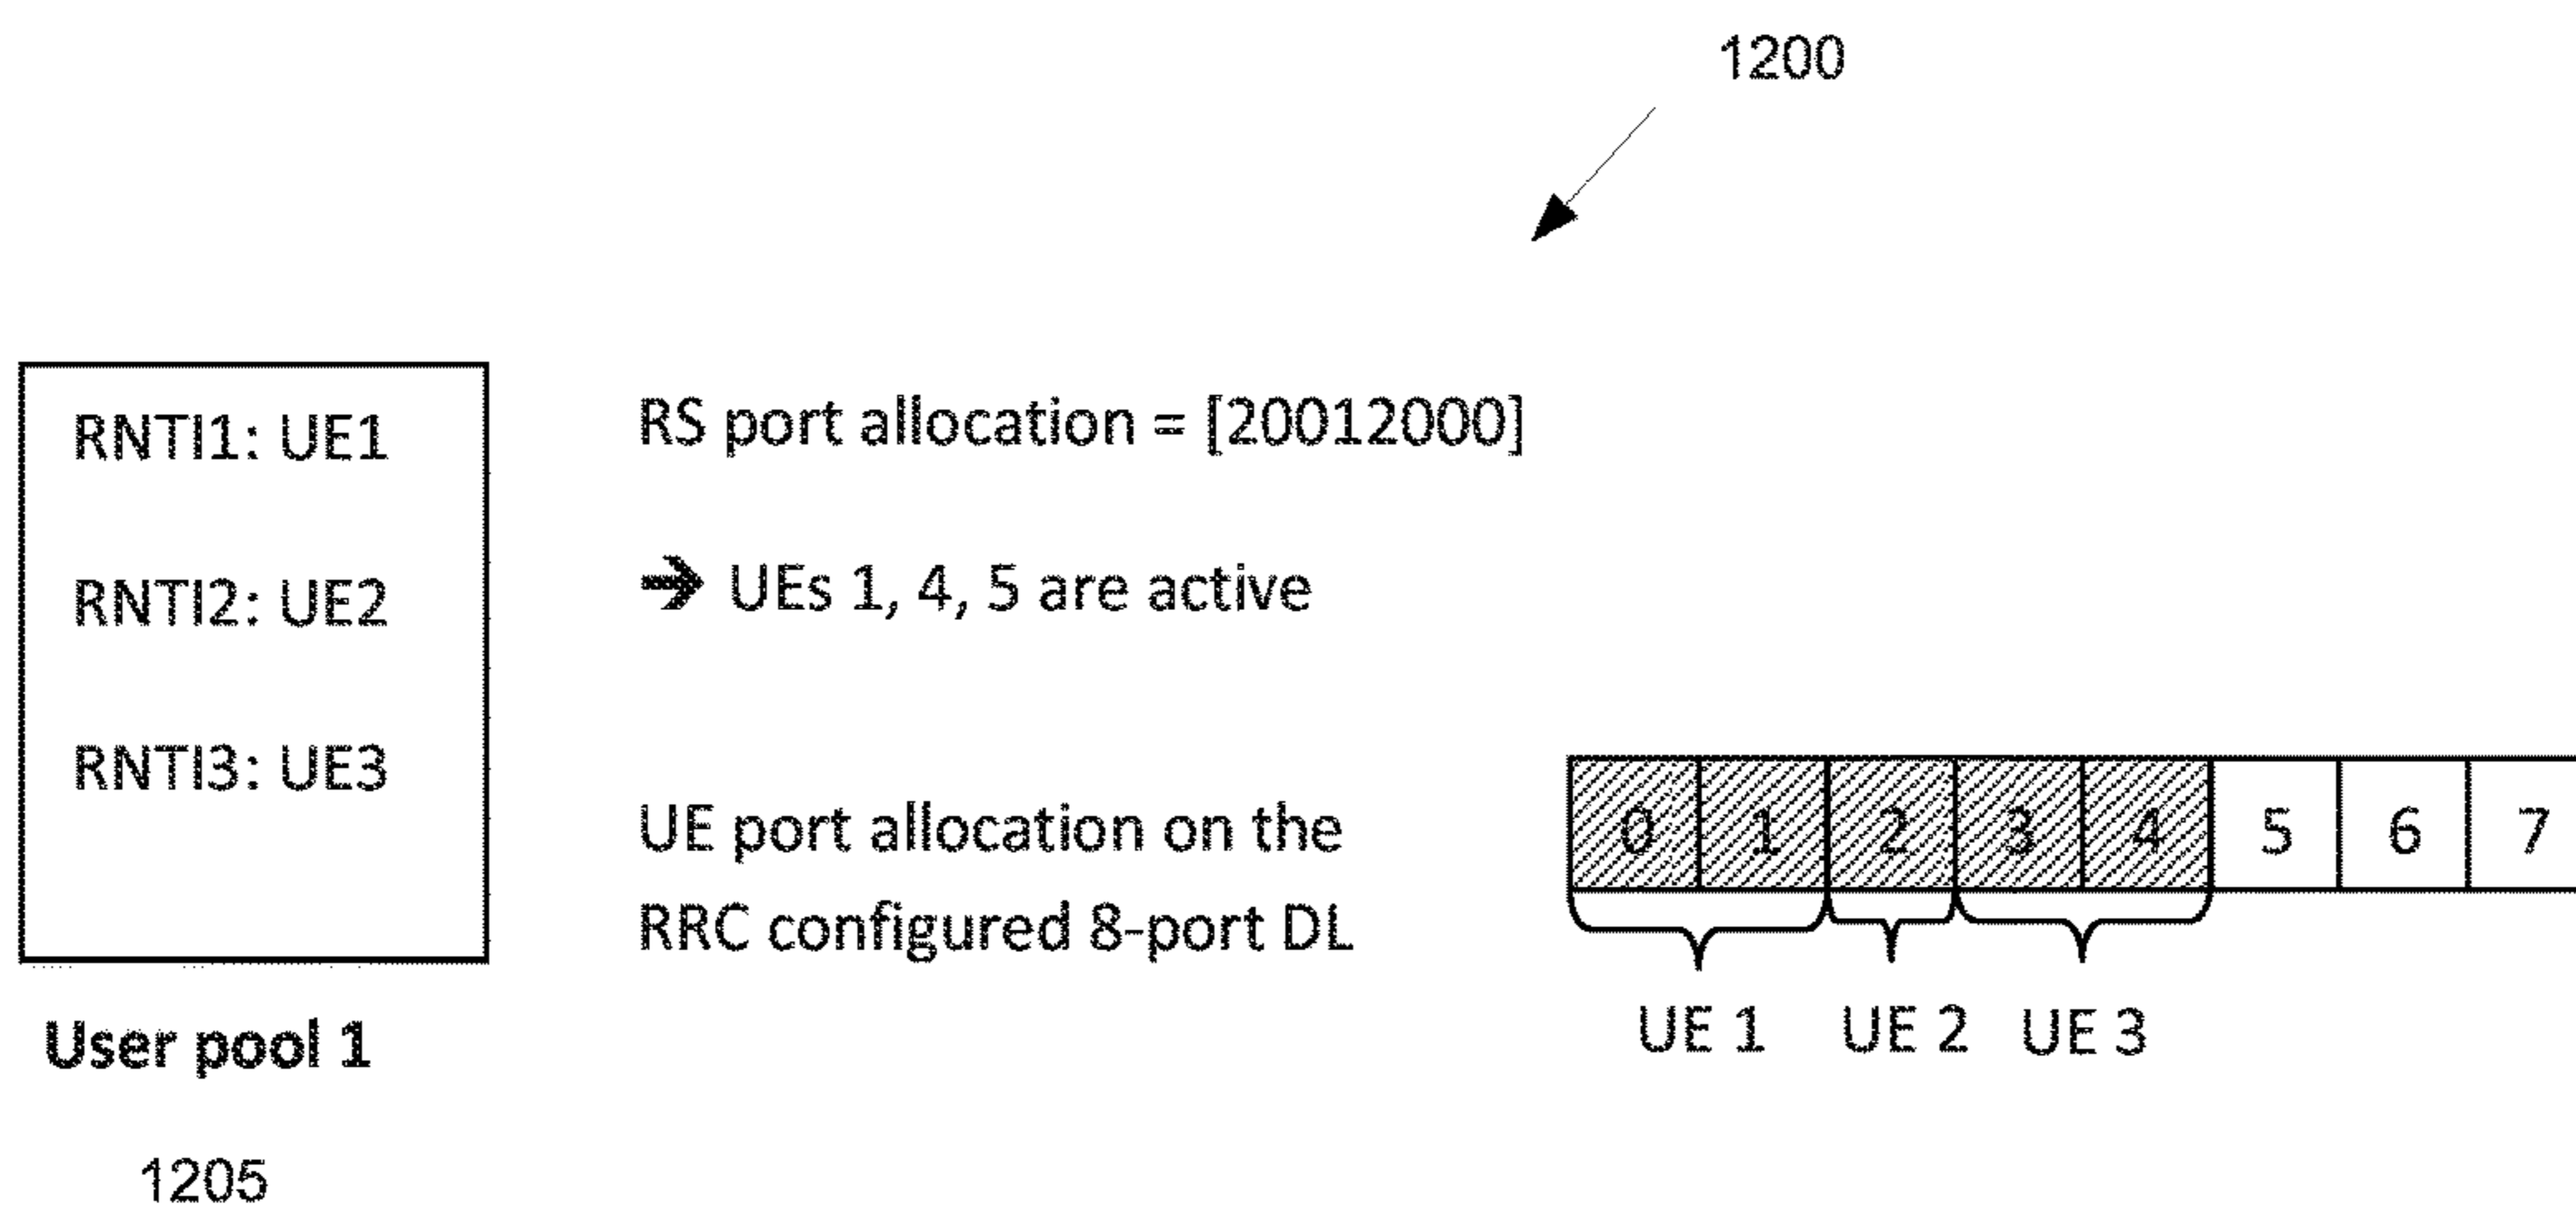 1200
RNTI1: UE1
RNTI2: UE2
RNTI3: UE3
User pool 1
1205
RS port allocation = [20012000]
➔ UEs 1, 4, 5 are active
UE port allocation on the
RRC configured 8-port DL
0 1 2 3 4 5 6 7
UE 1 UE 2 UE 3